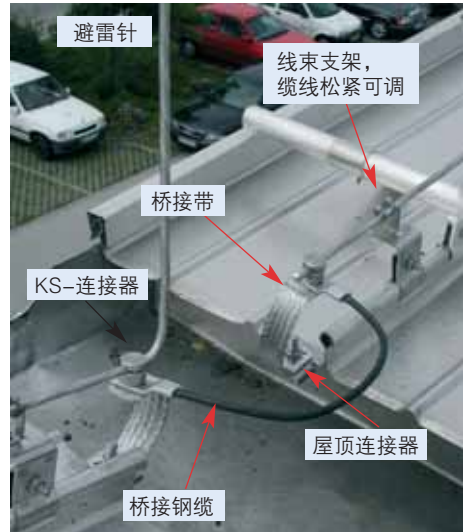 避雷针
线束支架,
缆线松紧可调
桥接带
KS-连接器
屋顶连接器
桥接钢缆